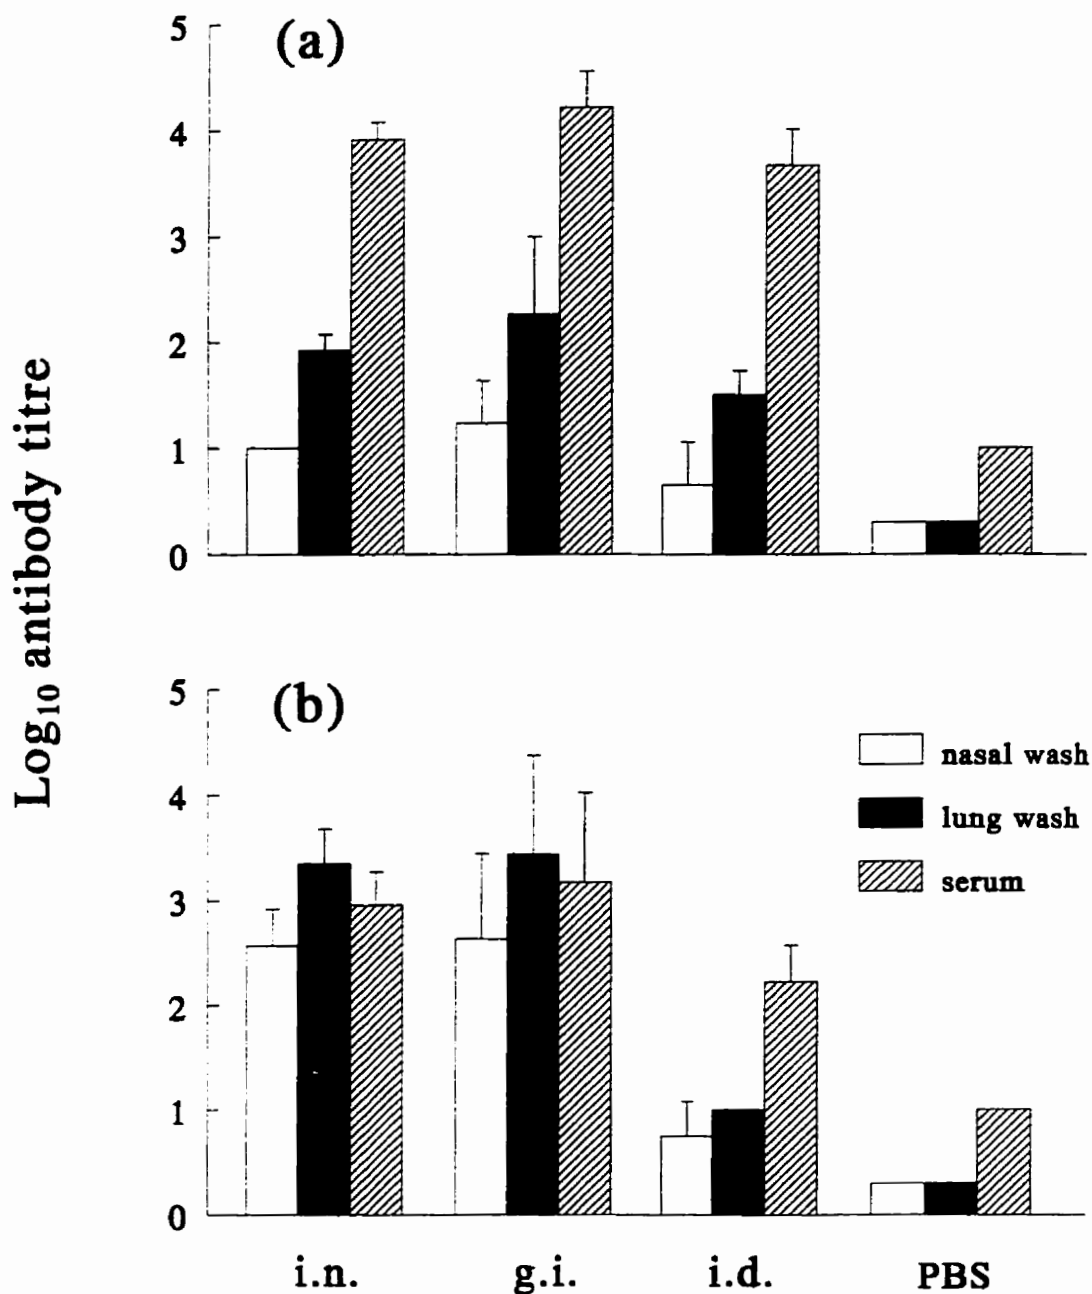 Log10 antibody titre
(a)
5
4
3
2
1
0
(b)
5
4
3
2
1
0
nasal wash
lung wash
serum
i.n. g.i. i.d. PBS